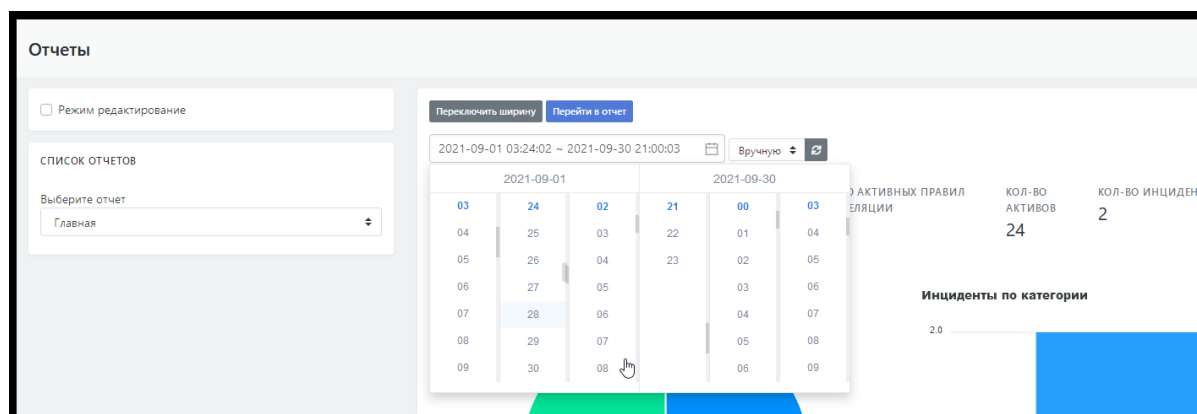 Отчеты
Режим редактирование
СПИСОК ОТЧЕТОВ
Выберите отчет
Главная
Переключить ширину Перейти в отчет
2021-09-01 03:24:02 ~ 2021-09-30 21:00:03 Вручную
2021-09-01 2021-09-30
03 24 02 21 00 03
04 25 03 22 01 04
05 26 04 23 02 05
06 27 05 03 06
07 28 06 04 07
08 29 07 05 08
09 30 08 06 09
АКТИВНЫХ ПРАВИЛ
КОЛ-ВО
АКТИВОВ
24
КОЛ-ВО
2
Инциденты по категории
2.0